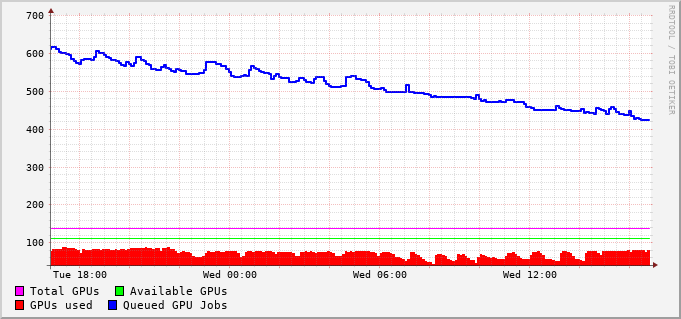 700
600
500
400
300
200
100
Tue 18:00 Wed 00:00 Wed 06:00 Wed 12:00
Total GPUs Available GPUs
GPUs used Queued GPU Jobs
RRDTOOL / TOBI OETIKER